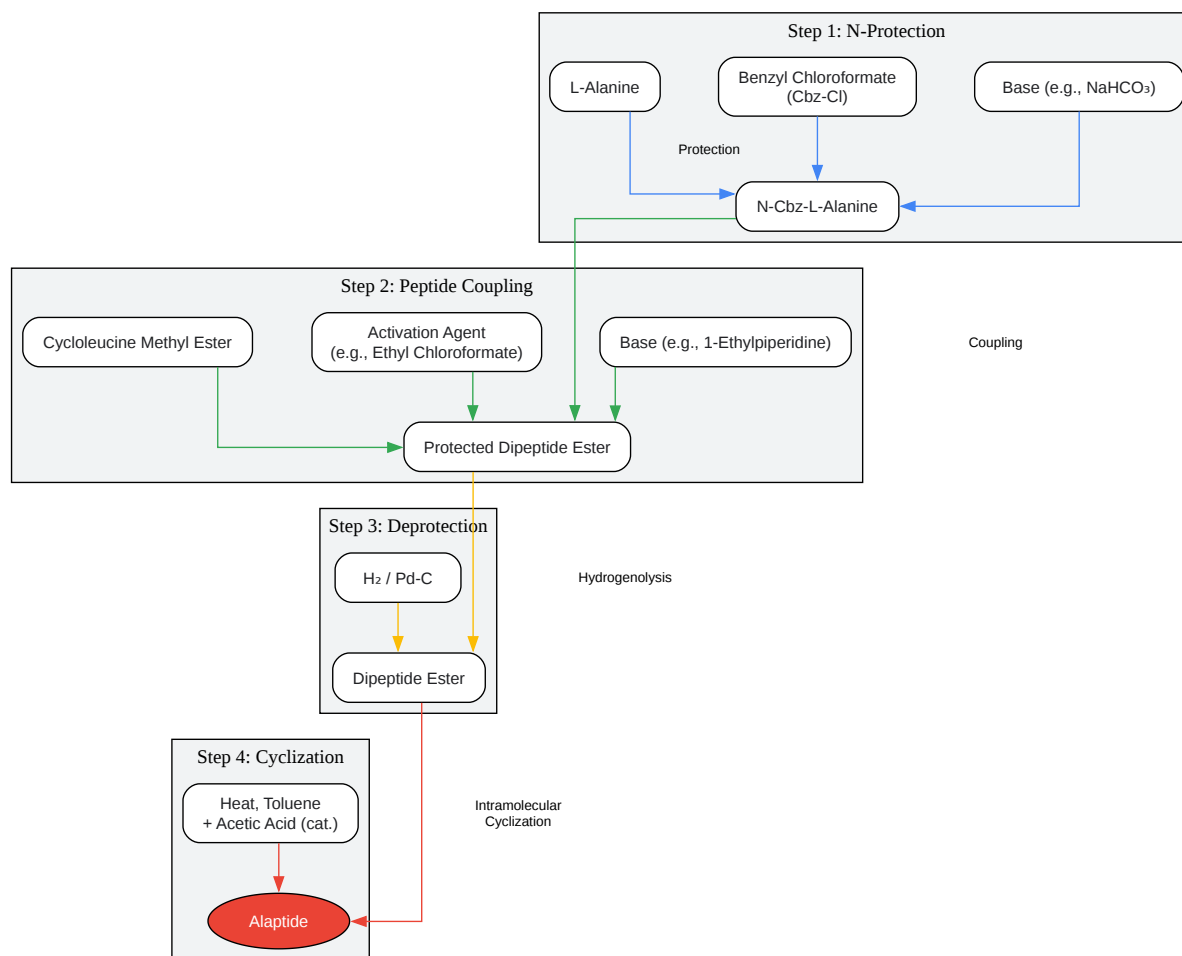 Step 1: N-Protection
L-Alanine
Benzyl Chloroformate
(Cbz-Cl)
Base (e.g., NaHCO₃)
Protection
N-Cbz-L-Alanine
Step 2: Peptide Coupling
Cycloleucine Methyl Ester
Activation Agent
(e.g., Ethyl Chloroformate)
Base (e.g., 1-Ethylpiperidine)
Coupling
Protected Dipeptide Ester
Step 3: Deprotection
H₂ / Pd-C
Hydrogenolysis
Dipeptide Ester
Step 4: Cyclization
Heat, Toluene
+ Acetic Acid (cat.)
Intramolecular
Cyclization
Alaptide